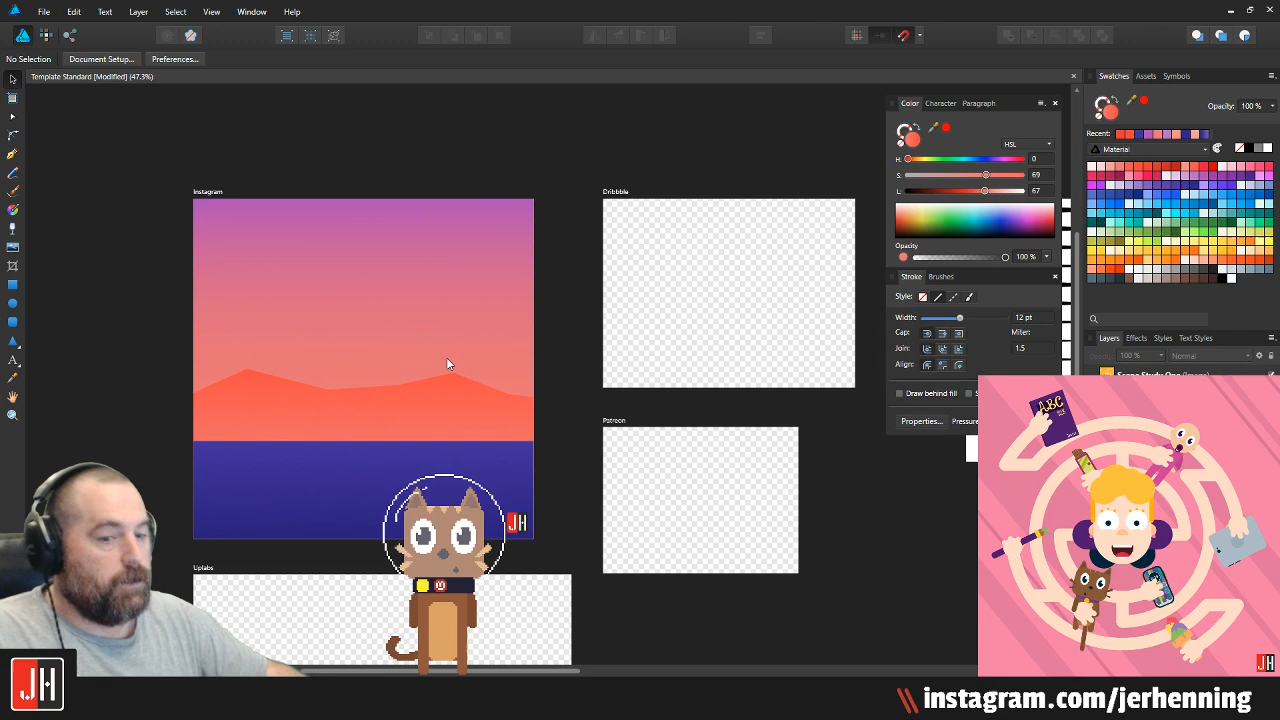 File Edit Text Layer Select View Window Help
No Selection Document Setup... Preferences...
Template Standard [Modified] (47.3%)
Instagram
Dribbble
Patreon
Uplabs
JH
Color Character Paragraph
HSL
H: 0
S: 69
L: 67
Opacity
100 %
Stroke Brushes
Style:
Width: 12 pt
Cap: Miter:
Join: 1.5
Align:
Draw behind fill
Properties... Pressure
Swatches Assets Symbols
Opacity: 100 %
Recent:
Material
Layers Effects Styles Text Styles
Opacity: 100 % Normal
ABC
JH
JH
\\ instagram.com/jerhenning